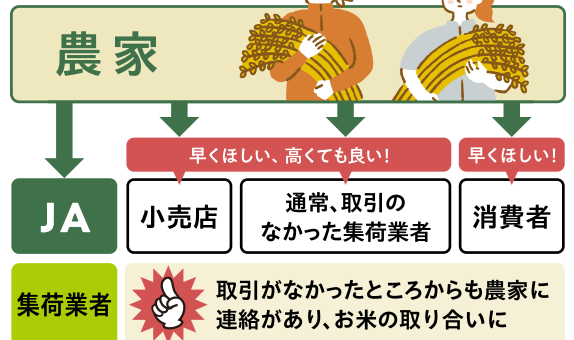 農家
早くほしい、高くても良い！
早くほしい！
JA
小売店
通常、取引の
なかった集荷業者
消費者
集荷業者
取引がなかったところからも農家に
連絡があり、お米の取り合いに